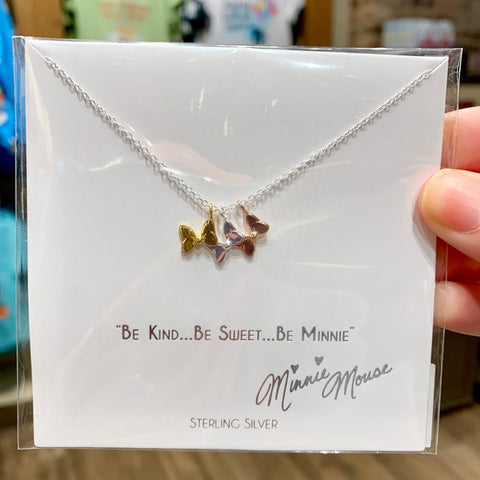 "BE KIND...BE SWEET...BE MINNIE"
Minnie Mouse
STERLING SILVER